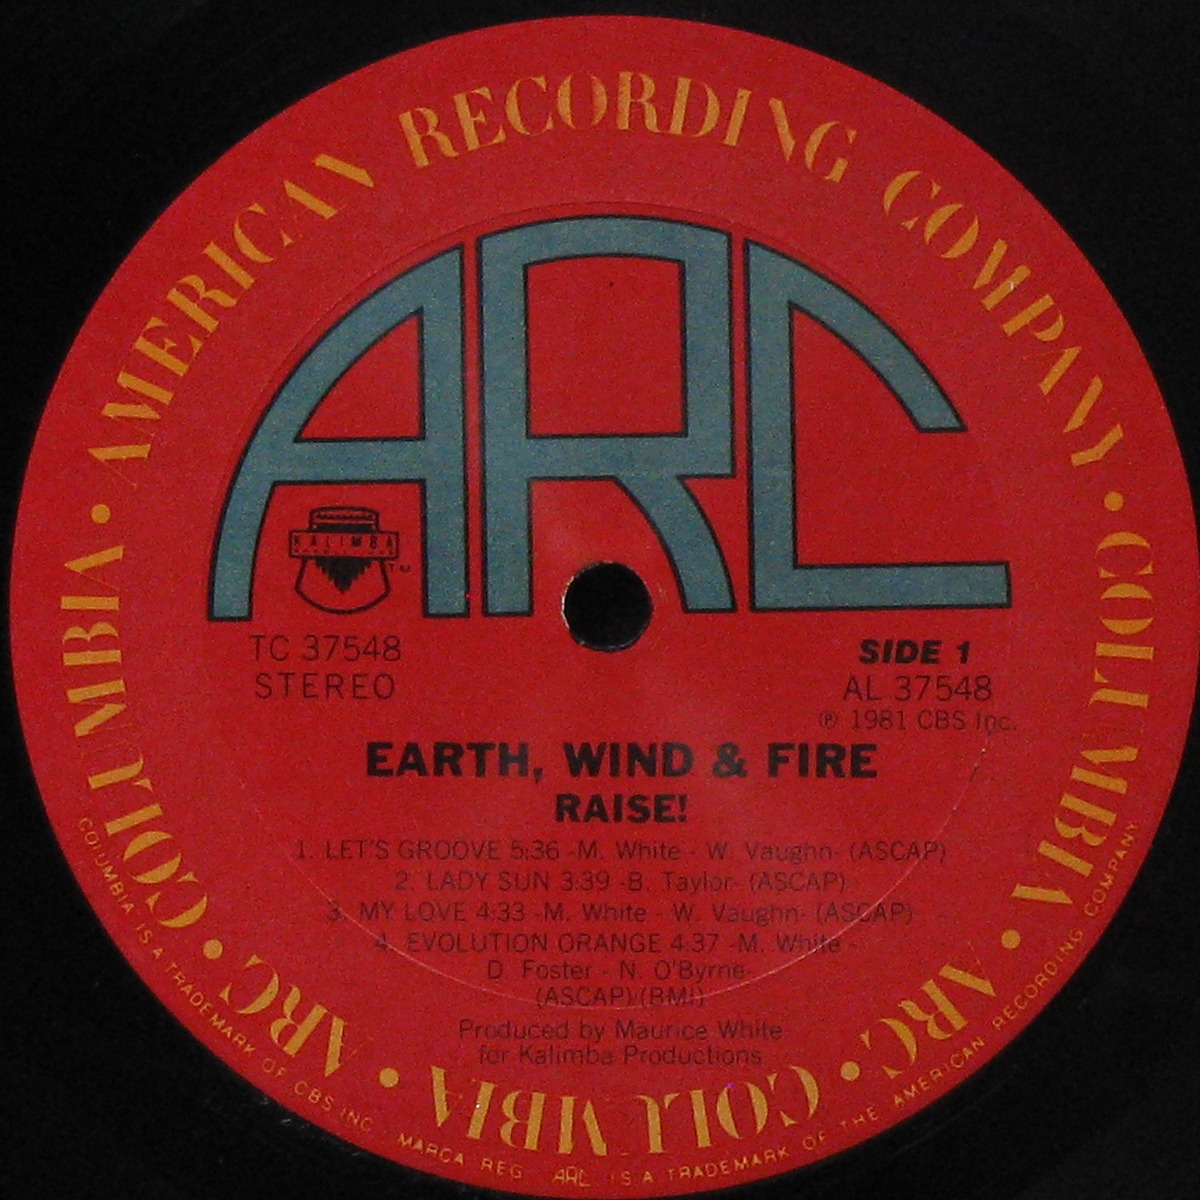 COLUMBIA • AMERICAN RECORDING COMPANY • COLUMBIA • ARC • COLUMBIA • ARC •
ARC
KALIMBA
TM
TC 37548
STEREO
SIDE 1
AL 37548
℗ 1981 CBS Inc.
EARTH, WIND & FIRE
RAISE!
1. LET'S GROOVE 5:36 -M. White - W. Vaughn- (ASCAP)
2. LADY SUN 3:39 -B. Taylor- (ASCAP)
3. MY LOVE 4:33 -M. White - W. Vaughn- (ASCAP)
4. EVOLUTION ORANGE 4:37 -M. White -
D. Foster - N. O'Byrne-
(ASCAP) (BMI)
Produced by Maurice White
for Kalimba Productions
COLUMBIA IS A TRADEMARK OF CBS INC. MARCA REG. ARC IS A TRADEMARK OF THE AMERICAN RECORDING COMPANY